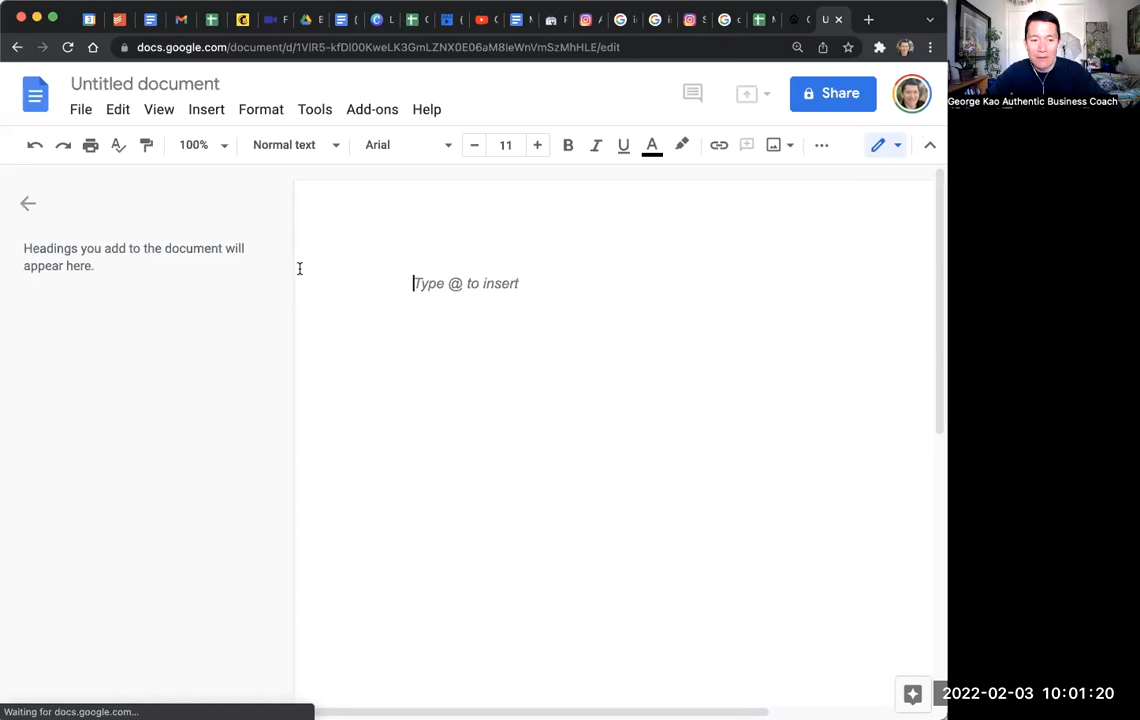 docs.google.com/document/d/1VlR5-kfDl00KweLK3GmLZNX0E06aM8IeWnVmSzMhHLE/edit
George Kao Authentic Business Coach
Untitled document
File Edit View Insert Format Tools Add-ons Help
Share
100% Normal text Arial 11 B I U A
Headings you add to the document will
appear here.
Type @ to insert
Waiting for docs.google.com...
2022-02-03 10:01:20